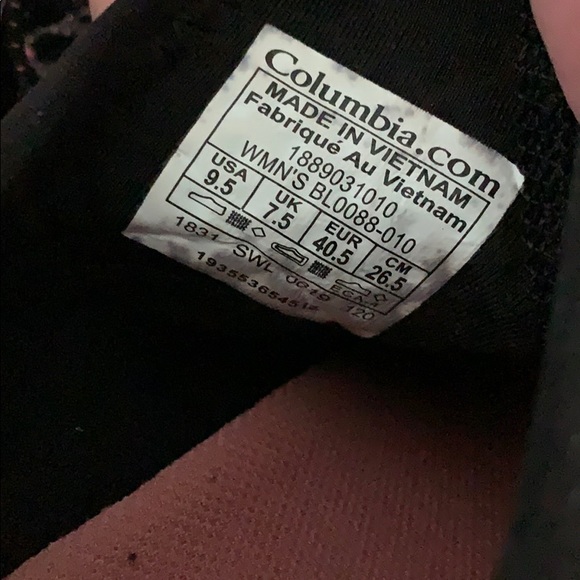 Columbia.com
MADE IN VIETNAM
Fabriqué Au Vietnam
1889031010
WMN'S BL0088-010
USA UK EUR CM
9.5 7.5 40.5 26.5
1831 SWL 0619 120